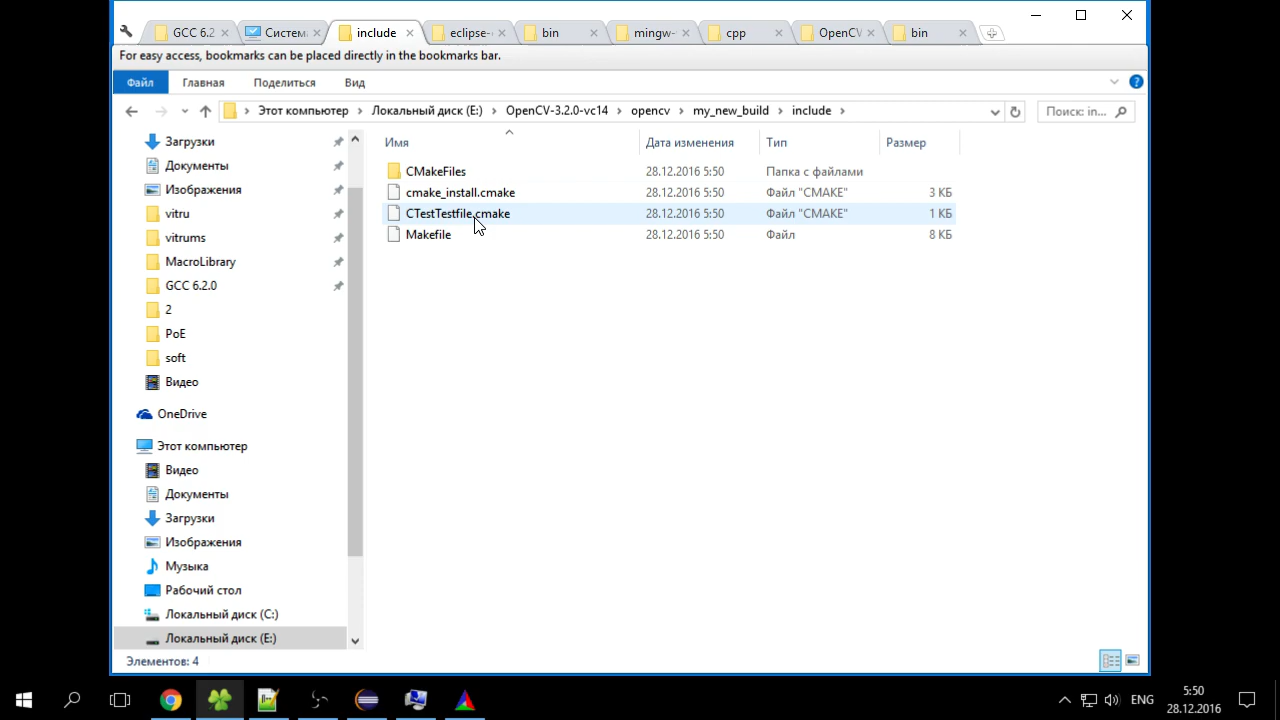 GCC 6.2
Систем
include
eclipse-
bin
mingw-
cpp
OpenCV
bin
For easy access, bookmarks can be placed directly in the bookmarks bar.
Файл
Главная
Поделиться
Вид
Этот компьютер > Локальный диск (E:) > OpenCV-3.2.0-vc14 > opencv > my_new_build > include >
Поиск: in...
Имя
Дата изменения
Тип
Размер
Загрузки
Документы
Изображения
vitru
vitrums
MacroLibrary
GCC 6.2.0
2
PoE
soft
Видео
OneDrive
Этот компьютер
Видео
Документы
Загрузки
Изображения
Музыка
Рабочий стол
Локальный диск (C:)
Локальный диск (E:)
CMakeFiles 28.12.2016 5:50 Папка с файлами
cmake_install.cmake 28.12.2016 5:50 Файл "CMAKE" 3 КБ
CTestTestfile.cmake 28.12.2016 5:50 Файл "CMAKE" 1 КБ
Makefile 28.12.2016 5:50 Файл 8 КБ
Элементов: 4
ENG
5:50
28.12.2016